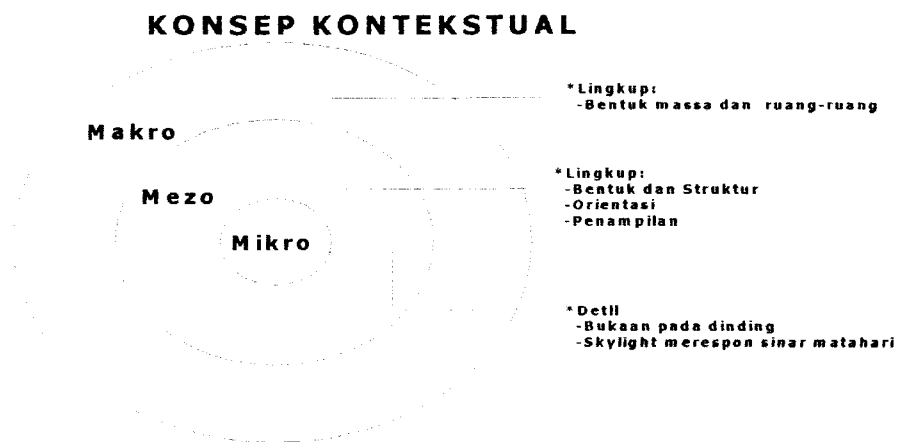 KONSEP KONTEKSTUAL
*Lingkup:
-Bentuk massa dan ruang-ruang
Makro
*Lingkup:
-Bentuk dan Struktur
-Orientasi
-Penampilan
Mezo
Mikro
*Detil
-Bukaan pada dinding
-Skylight merespon sinar matahari